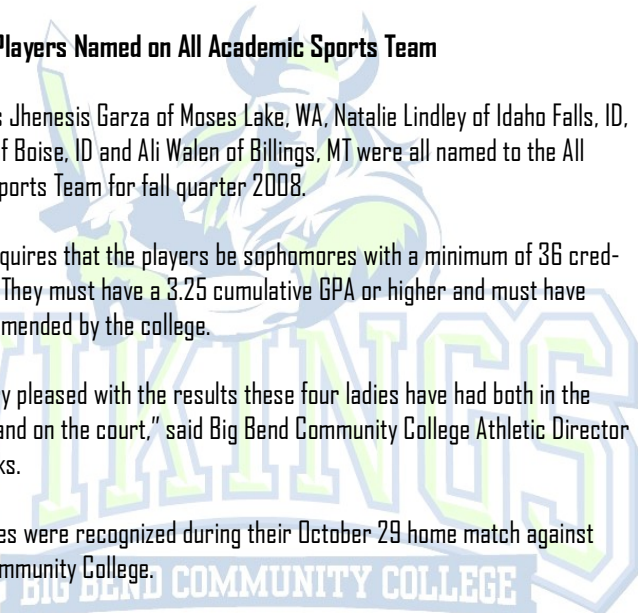 Players Named on All Academic Sports Team
Jhenesis Garza of Moses Lake, WA, Natalie Lindley of Idaho Falls, ID,
of Boise, ID and Ali Walen of Billings, MT were all named to the All
Sports Team for fall quarter 2008.
quires that the players be sophomores with a minimum of 36 cred-
They must have a 3.25 cumulative GPA or higher and must have
mended by the college.
y pleased with the results these four ladies have had both in the
and on the court,” said Big Bend Community College Athletic Director
ks.
es were recognized during their October 29 home match against
mmunity College.
VIKINGS
BIG BEND COMMUNITY COLLEGE